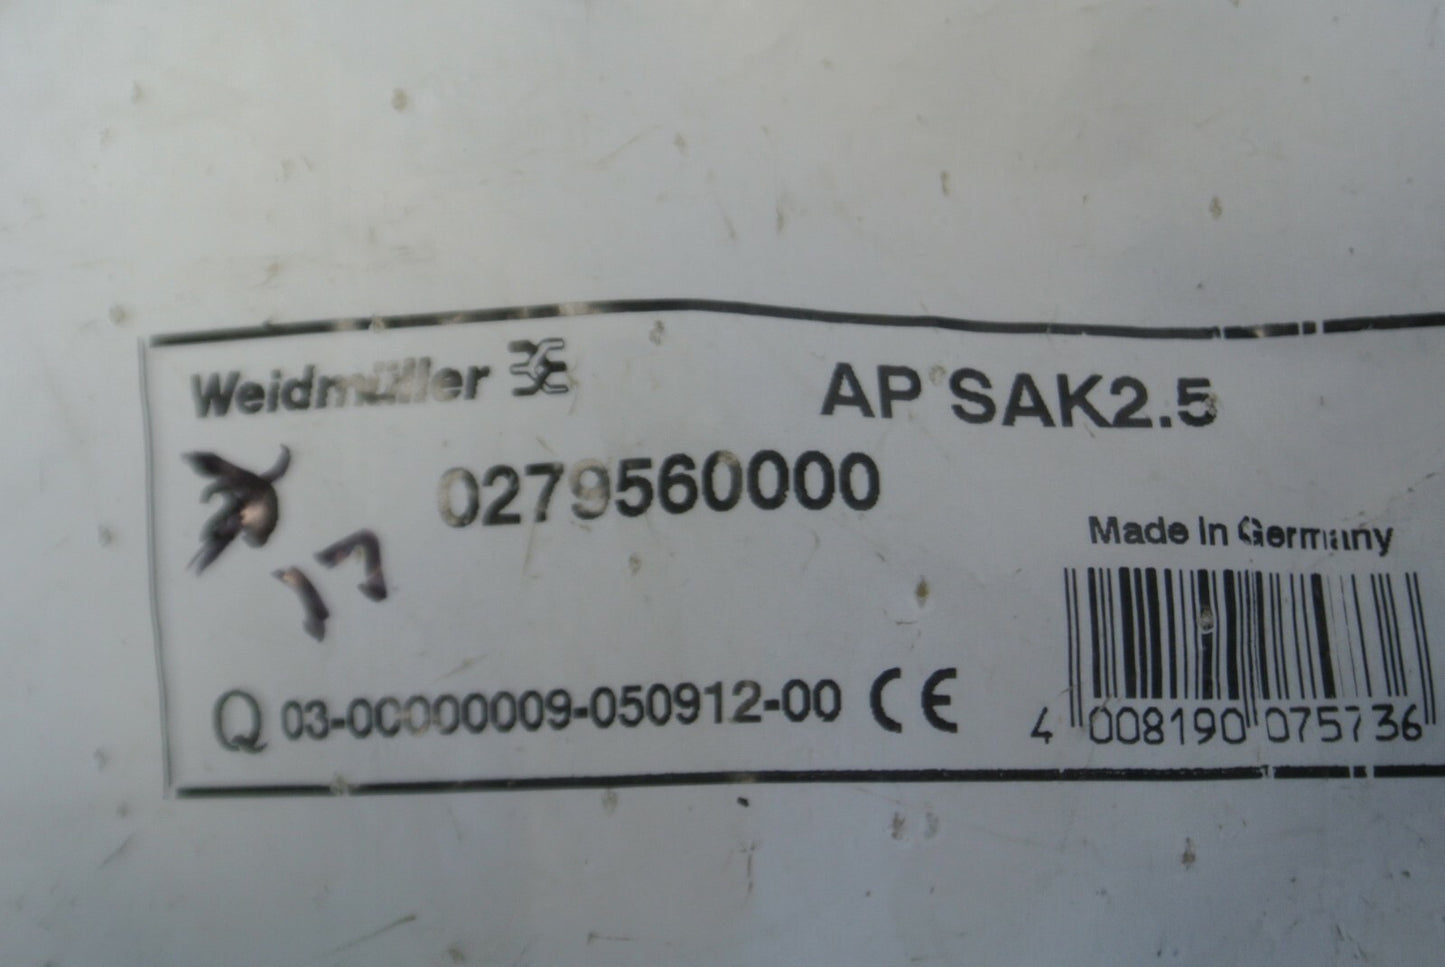 Weidmüller
AP SAK2.5
0279560000
17
Made In Germany
Q 03-00000009-050912-00 CE
4 008190 075736